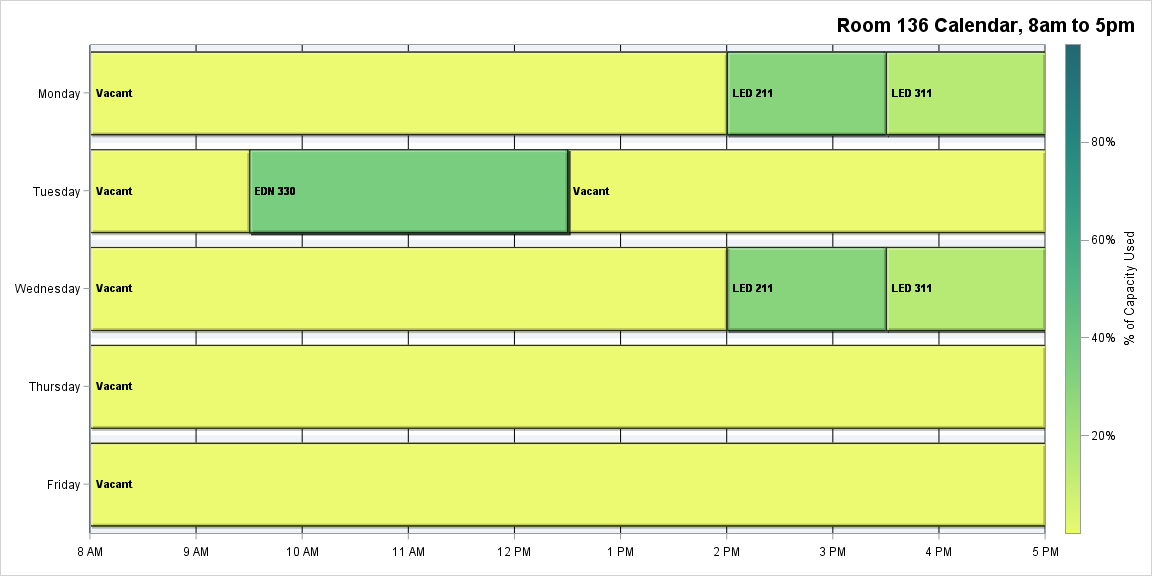 Room 136 Calendar, 8am to 5pm
Monday
Vacant
LED 211
LED 311
Tuesday
Vacant
EDN 330
Vacant
Wednesday
Vacant
LED 211
LED 311
Thursday
Vacant
Friday
Vacant
8 AM
9 AM
10 AM
11 AM
12 PM
1 PM
2 PM
3 PM
4 PM
5 PM
80%
60%
40%
20%
% of Capacity Used